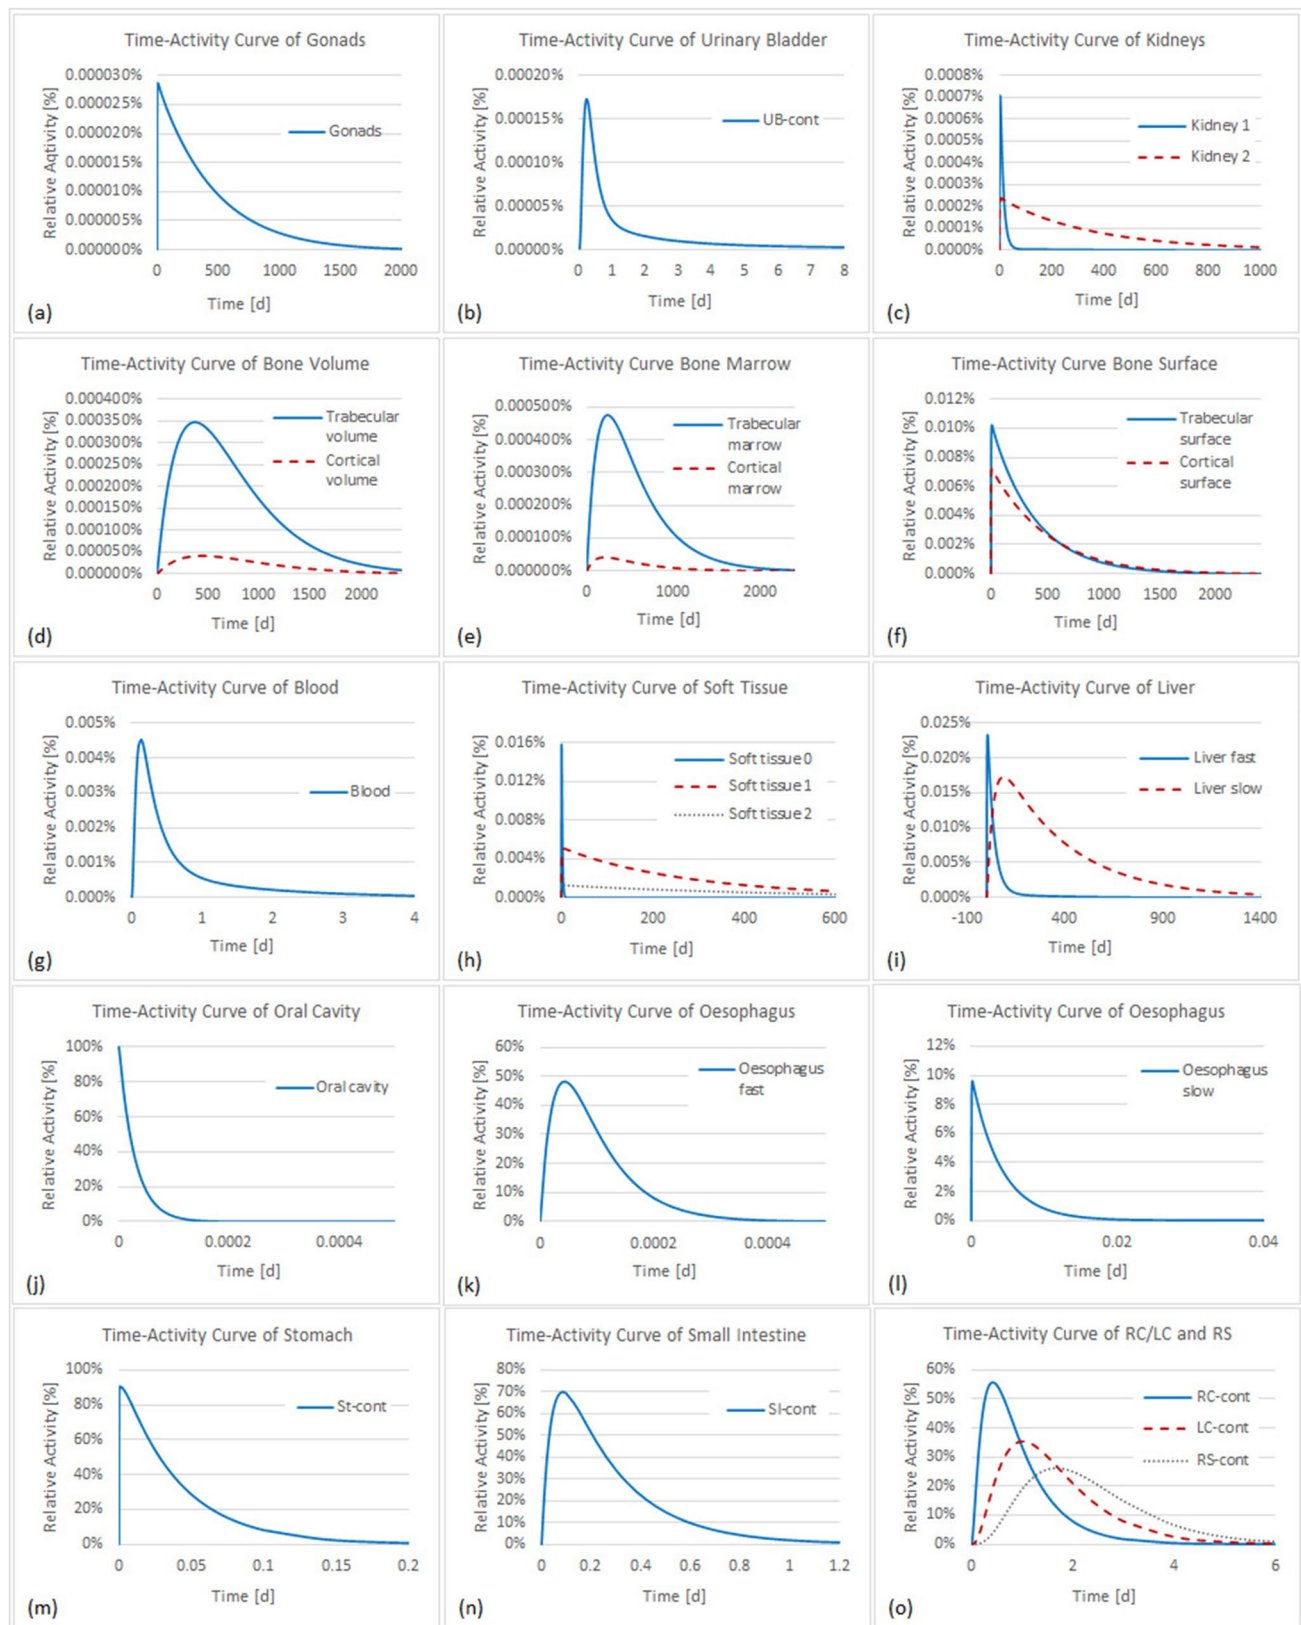 Time-Activity Curve of Gonads
Relative Aqtivity [%]
0.000030%
0.000025%
0.000020%
0.000015%
0.000010%
0.000005%
0.000000%
Gonads
0 500 1000 1500 2000
Time [d]
(a)
Time-Activity Curve of Urinary Bladder
Relative Activity [%]
0.00020%
0.00015%
0.00010%
0.00005%
0.00000%
UB-cont
0 1 2 3 4 5 6 7 8
Time [d]
(b)
Time-Activity Curve of Kidneys
Relative Activity [%]
0.0008%
0.0007%
0.0006%
0.0005%
0.0004%
0.0003%
0.0002%
0.0001%
0.0000%
Kidney 1
Kidney 2
0 200 400 600 800 1000
Time [d]
(c)
Time-Activity Curve of Bone Volume
Relative Activity [%]
0.000400%
0.000350%
0.000300%
0.000250%
0.000200%
0.000150%
0.000100%
0.000050%
0.000000%
Trabecular
volume
Cortical
volume
0 500 1000 1500 2000
Time [d]
(d)
Time-Activity Curve Bone Marrow
Relative Activity [%]
0.000500%
0.000400%
0.000300%
0.000200%
0.000100%
0.000000%
Trabecular
marrow
Cortical
marrow
0 1000 2000
Time [d]
(e)
Time-Activity Curve Bone Surface
Relative Activity [%]
0.012%
0.010%
0.008%
0.006%
0.004%
0.002%
0.000%
Trabecular
surface
Cortical
surface
0 500 1000 1500 2000
Time [d]
(f)
Time-Activity Curve of Blood
Relative Activity [%]
0.005%
0.004%
0.003%
0.002%
0.001%
0.000%
Blood
0 1 2 3 4
Time [d]
(g)
Time-Activity Curve of Soft Tissue
Relative Activity [%]
0.016%
0.012%
0.008%
0.004%
0.000%
Soft tissue 0
Soft tissue 1
Soft tissue 2
0 200 400 600
Time [d]
(h)
Time-Activity Curve of Liver
Relative Activity [%]
0.025%
0.020%
0.015%
0.010%
0.005%
0.000%
Liver fast
Liver slow
-100 400 900 1400
Time [d]
(i)
Time-Activity Curve of Oral Cavity
Relative Activity [%]
100%
80%
60%
40%
20%
0%
Oral cavity
0 0.0002 0.0004
Time [d]
(j)
Time-Activity Curve of Oesophagus
Relative Activity [%]
60%
50%
40%
30%
20%
10%
0%
Oesophagus
fast
0 0.0002 0.0004
Time [d]
(k)
Time-Activity Curve of Oesophagus
Relative Activity [%]
12%
10%
8%
6%
4%
2%
0%
Oesophagus
slow
0 0.02 0.04
Time [d]
(l)
Time-Activity Curve of Stomach
Relative Activity [%]
100%
80%
60%
40%
20%
0%
St-cont
0 0.05 0.1 0.15 0.2
Time [d]
(m)
Time-Activity Curve of Small Intestine
Relative Activity [%]
80%
70%
60%
50%
40%
30%
20%
10%
0%
SI-cont
0 0.2 0.4 0.6 0.8 1 1.2
Time [d]
(n)
Time-Activity Curve of RC/LC and RS
Relative Activity [%]
60%
50%
40%
30%
20%
10%
0%
RC-cont
LC-cont
RS-cont
0 2 4 6
Time [d]
(o)